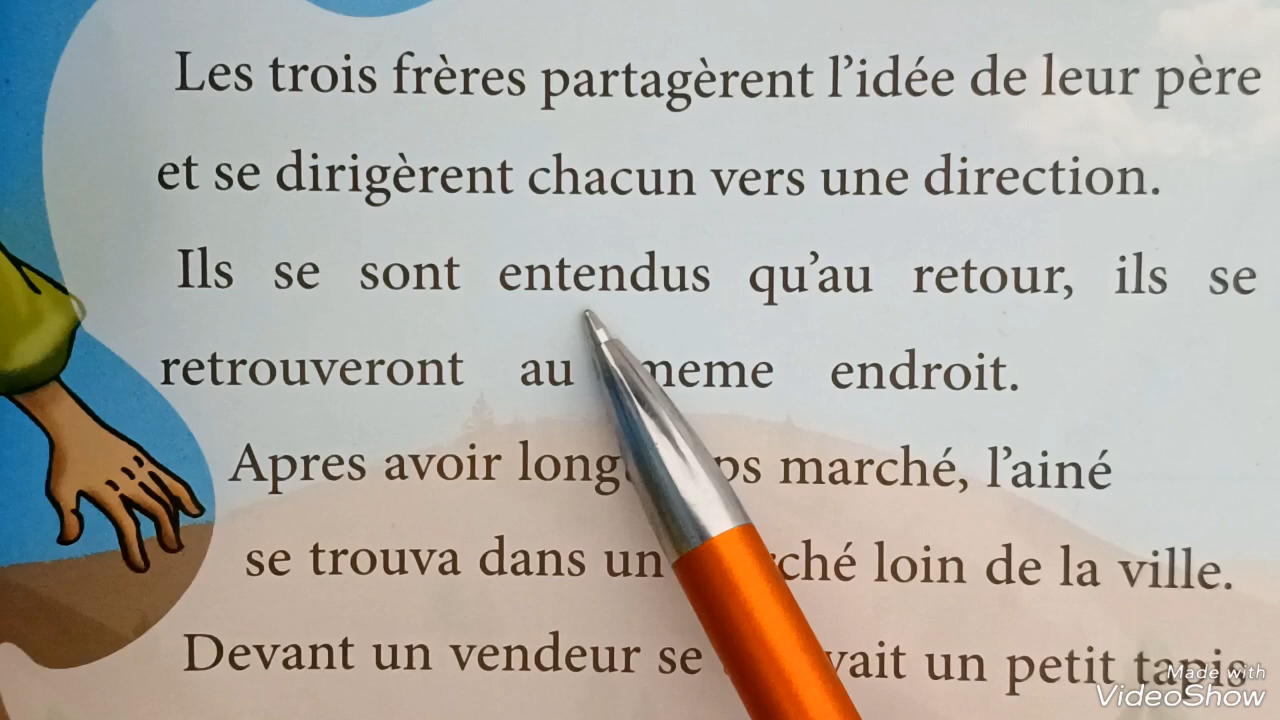 Les trois frères partagèrent l'idée de leur père
et se dirigèrent chacun vers une direction.
Ils se sont entendus qu'au retour, ils se
retrouveront au endroit.
Apres avoir marché, l'ainé
se trouva dans un loin de la ville.
Devant un vendeur se un petit tapis
Made with
VideoShow